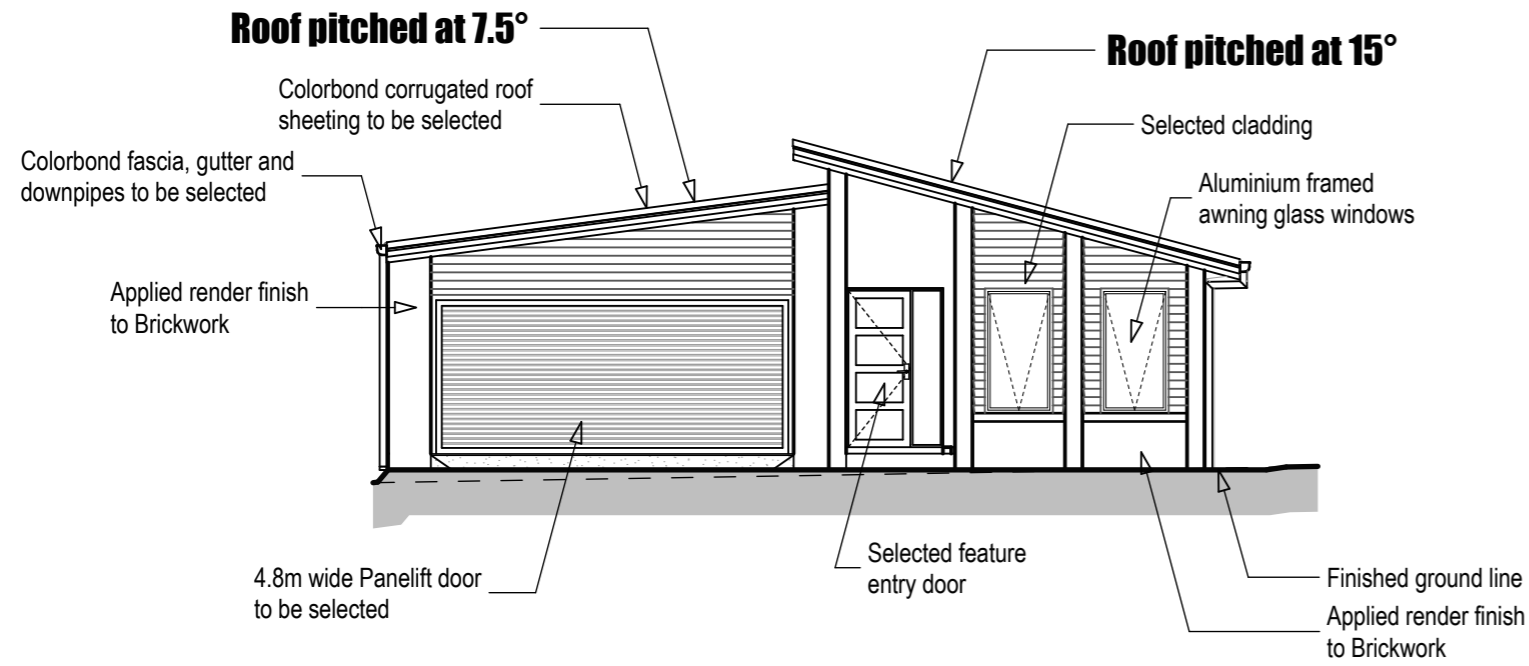 Roof pitched at 7.5°
Roof pitched at 15°
Colorbond corrugated roof
sheeting to be selected
Selected cladding
Colorbond fascia, gutter and
downpipes to be selected
Aluminium framed
awning glass windows
Applied render finish
to Brickwork
4.8m wide Panelift door
to be selected
Selected feature
entry door
Finished ground line
Applied render finish
to Brickwork